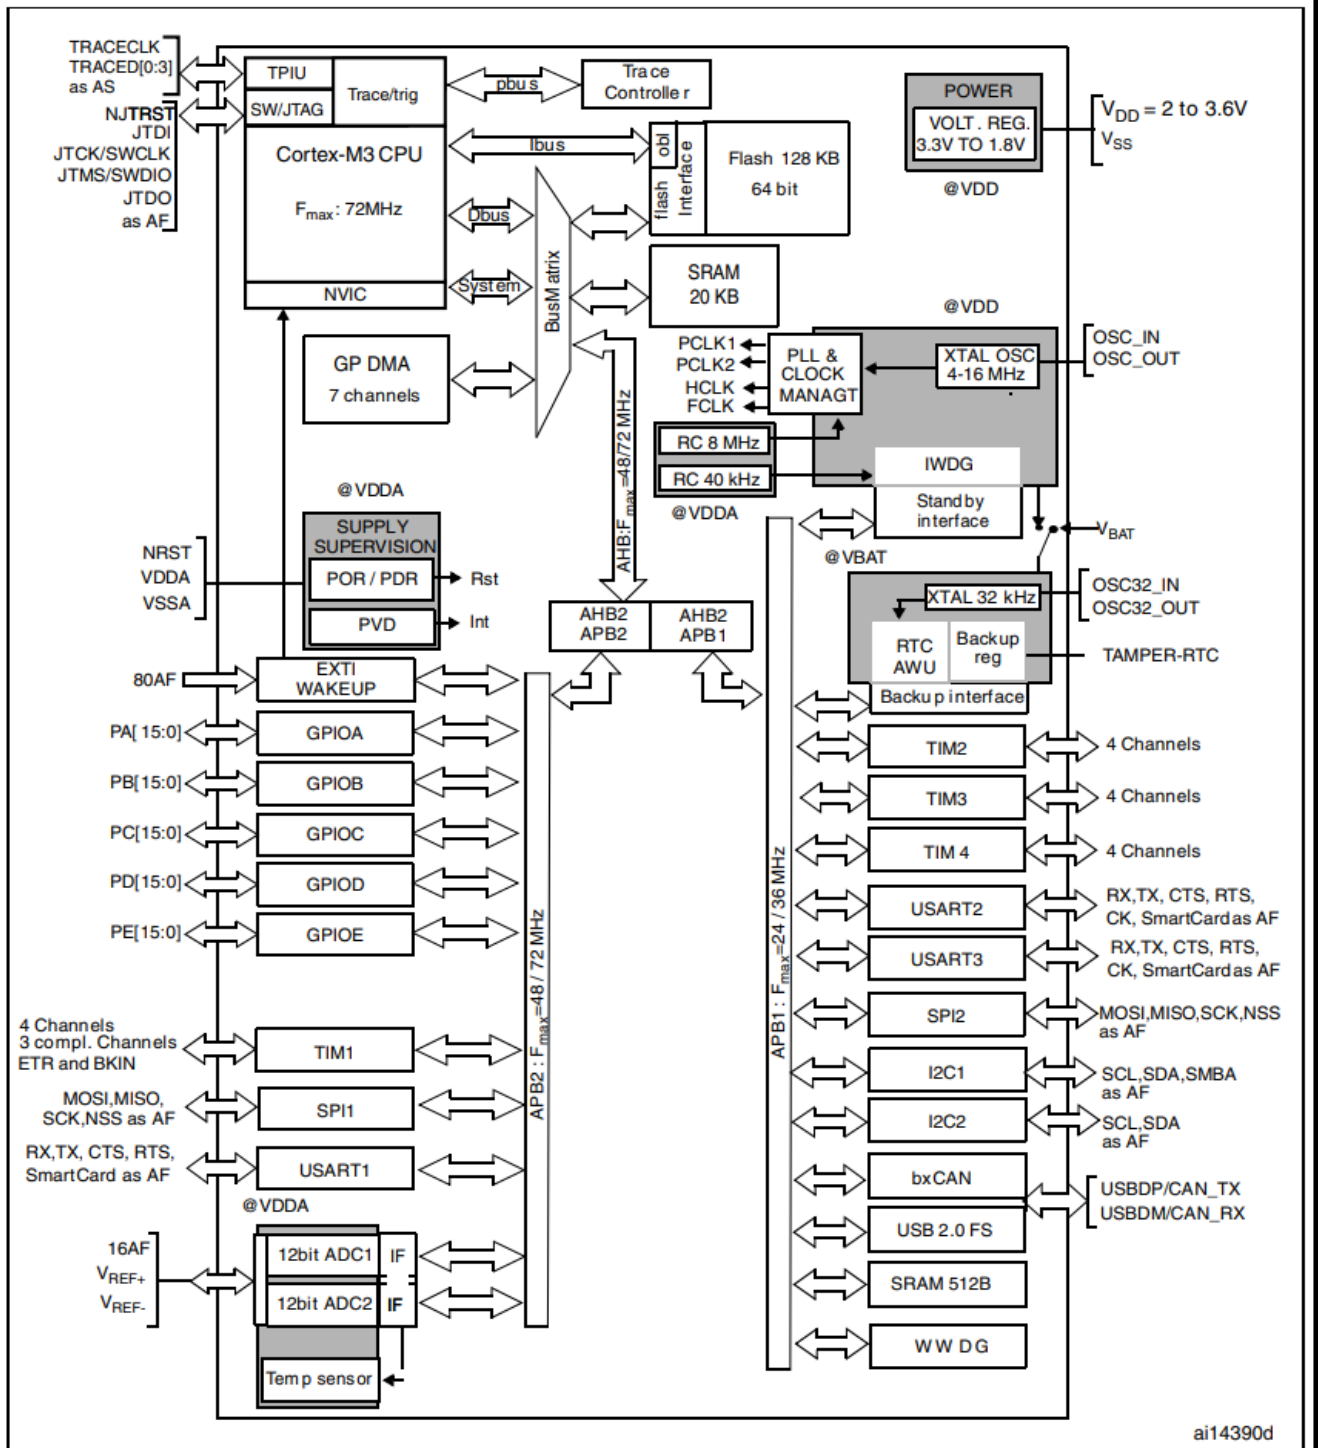 TRACECLK
TRACED[0:3]
as AS
NJTRST
JTDI
JTCK/SWCLK
JTMS/SWDIO
JTDO
as AF
TPIU
SW/JTAG
Trace/trig
Cortex-M3 CPU
Fmax: 72MHz
NVIC
pbus
Trace
Controller
Ibus
Dbus
System
BusMatrix
obl
flash
Interface
Flash 128 KB
64 bit
SRAM
20 KB
POWER
VOLT. REG.
3.3V TO 1.8V
@VDD
VDD = 2 to 3.6V
VSS
GP DMA
7 channels
AHB:Fmax=48/72 MHz
@VDD
PCLK1
PCLK2
HCLK
FCLK
PLL &
CLOCK
MANAGT
XTAL OSC
4-16 MHz
OSC_IN
OSC_OUT
RC 8 MHz
RC 40 kHz
@VDDA
IWDG
Standby
interface
VBAT
@VBAT
@VDDA
SUPPLY
SUPERVISION
POR / PDR
PVD
Rst
Int
NRST
VDDA
VSSA
AHB2
APB2
AHB2
APB1
XTAL 32 kHz
OSC32_IN
OSC32_OUT
RTC
AWU
Backup
reg
TAMPER-RTC
Backup interface
80AF
EXTI
WAKEUP
PA[15:0]
GPIOA
PB[15:0]
GPIOB
PC[15:0]
GPIOC
PD[15:0]
GPIOD
PE[15:0]
GPIOE
4 Channels
3 compl. Channels
ETR and BKIN
TIM1
MOSI,MISO,
SCK,NSS as AF
SPI1
RX,TX, CTS, RTS,
SmartCard as AF
USART1
@VDDA
16AF
VREF+
VREF-
12bit ADC1
IF
12bit ADC2
IF
Temp sensor
APB2 : Fmax=48 / 72 MHz
APB1 : Fmax=24 / 36 MHz
TIM2
4 Channels
TIM3
4 Channels
TIM 4
4 Channels
USART2
RX,TX, CTS, RTS,
CK, SmartCard as AF
USART3
RX,TX, CTS, RTS,
CK, SmartCard as AF
SPI2
MOSI,MISO,SCK,NSS
as AF
I2C1
SCL,SDA,SMBA
as AF
I2C2
SCL,SDA
as AF
bxCAN
USBDP/CAN_TX
USBDM/CAN_RX
USB 2.0 FS
SRAM 512B
WWDG
ai14390d